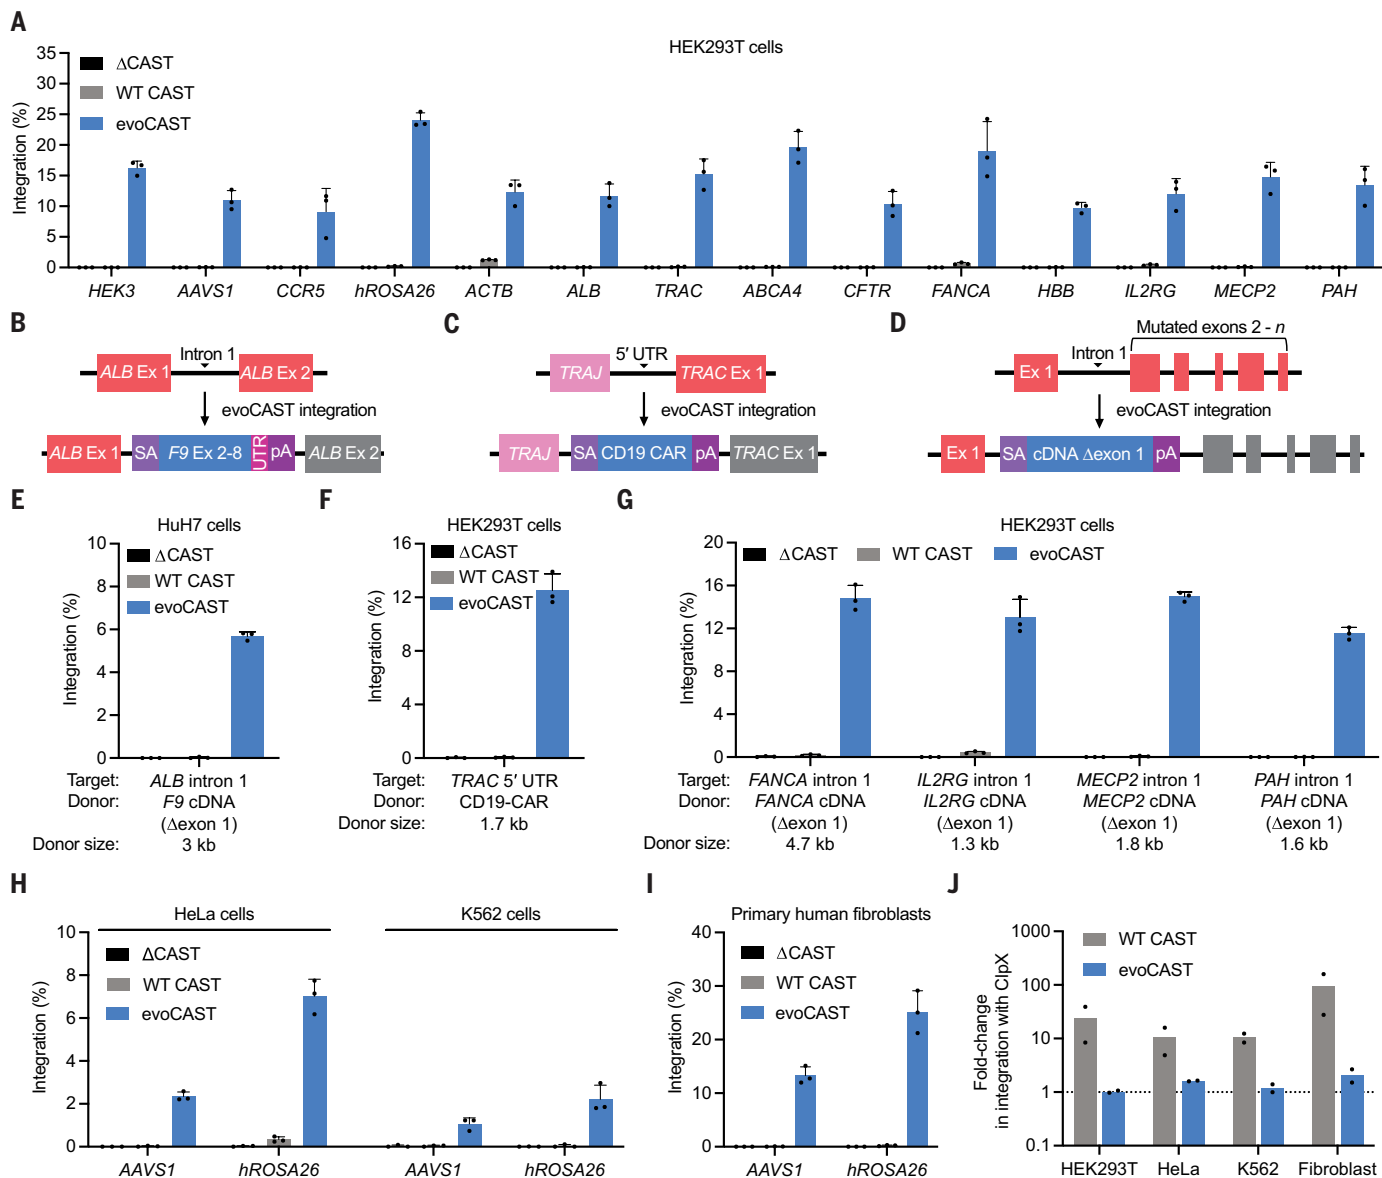 A
HEK293T cells
Integration (%)
35
30
25
20
15
10
5
0
ΔCAST
WT CAST
evoCAST
HEK3 AAVS1 CCR5 hROSA26 ACTB ALB TRAC ABCA4 CFTR FANCA HBB IL2RG MECP2 PAH
B
Intron 1
ALB Ex 1 ALB Ex 2
evoCAST integration
ALB Ex 1 SA F9 Ex 2-8 UTR pA ALB Ex 2
C
5′ UTR
TRAJ TRAC Ex 1
evoCAST integration
TRAJ SA CD19 CAR pA TRAC Ex 1
D
Mutated exons 2 - n
Intron 1
Ex 1
evoCAST integration
Ex 1 SA cDNA Δexon 1 pA
E
HuH7 cells
Integration (%)
10
8
6
4
2
0
ΔCAST
WT CAST
evoCAST
Target: ALB intron 1
Donor: F9 cDNA
(Δexon 1)
Donor size: 3 kb
F
HEK293T cells
Integration (%)
16
12
8
4
0
ΔCAST
WT CAST
evoCAST
Target: TRAC 5′ UTR
Donor: CD19-CAR
Donor size: 1.7 kb
G
HEK293T cells
Integration (%)
20
16
12
8
4
0
ΔCAST WT CAST evoCAST
Target: FANCA intron 1 IL2RG intron 1 MECP2 intron 1 PAH intron 1
Donor: FANCA cDNA IL2RG cDNA MECP2 cDNA PAH cDNA
(Δexon 1) (Δexon 1) (Δexon 1) (Δexon 1)
Donor size: 4.7 kb 1.3 kb 1.8 kb 1.6 kb
H
HeLa cells K562 cells
Integration (%)
10
8
6
4
2
0
ΔCAST
WT CAST
evoCAST
AAVS1 hROSA26 AAVS1 hROSA26
I
Primary human fibroblasts
Integration (%)
40
30
20
10
0
ΔCAST
WT CAST
evoCAST
AAVS1 hROSA26
J
Fold-change
in integration with ClpX
1000
100
10
1
0.1
WT CAST
evoCAST
HEK293T HeLa K562 Fibroblast